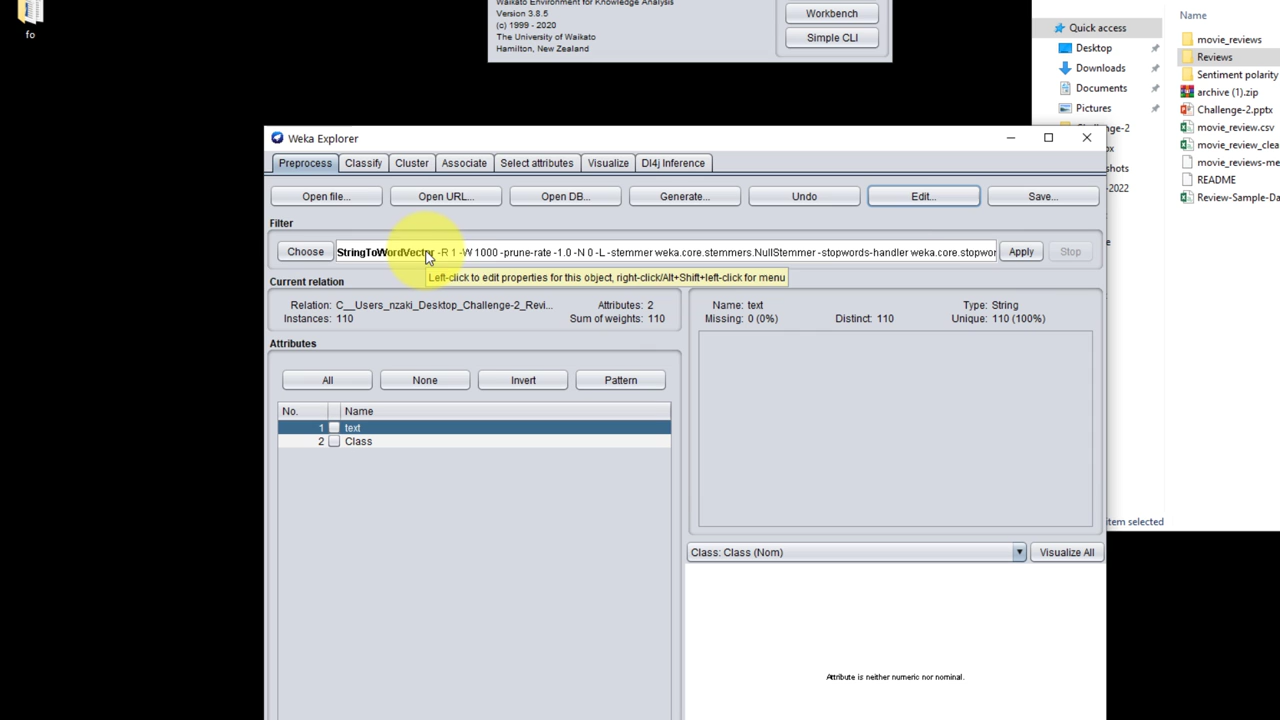 Waikato Environment for Knowledge Analysis
Version 3.8.5
(c) 1999 - 2020
The University of Waikato
Hamilton, New Zealand
Workbench
Simple CLI
fo
Quick access
Desktop
Downloads
Documents
Pictures
Name
movie_reviews
Reviews
Sentiment polarity
archive (1).zip
Challenge-2.pptx
movie_review.csv
movie_review_clea
movie_reviews-me
README
Review-Sample-Da
item selected
Weka Explorer
Preprocess Classify Cluster Associate Select attributes Visualize Dl4j Inference
Open file... Open URL... Open DB... Generate... Undo Edit... Save...
Filter
Choose StringToWordVector -R 1 -W 1000 -prune-rate -1.0 -N 0 -L -stemmer weka.core.stemmers.NullStemmer -stopwords-handler weka.core.stopwor Apply Stop
Left-click to edit properties for this object, right-click/Alt+Shift+left-click for menu
Current relation
Relation: C__Users_nzaki_Desktop_Challenge-2_Revi... Attributes: 2
Instances: 110 Sum of weights: 110
Name: text Type: String
Missing: 0 (0%) Distinct: 110 Unique: 110 (100%)
Attributes
All None Invert Pattern
No. Name
1 text
2 Class
Class: Class (Nom) Visualize All
Attribute is neither numeric nor nominal.